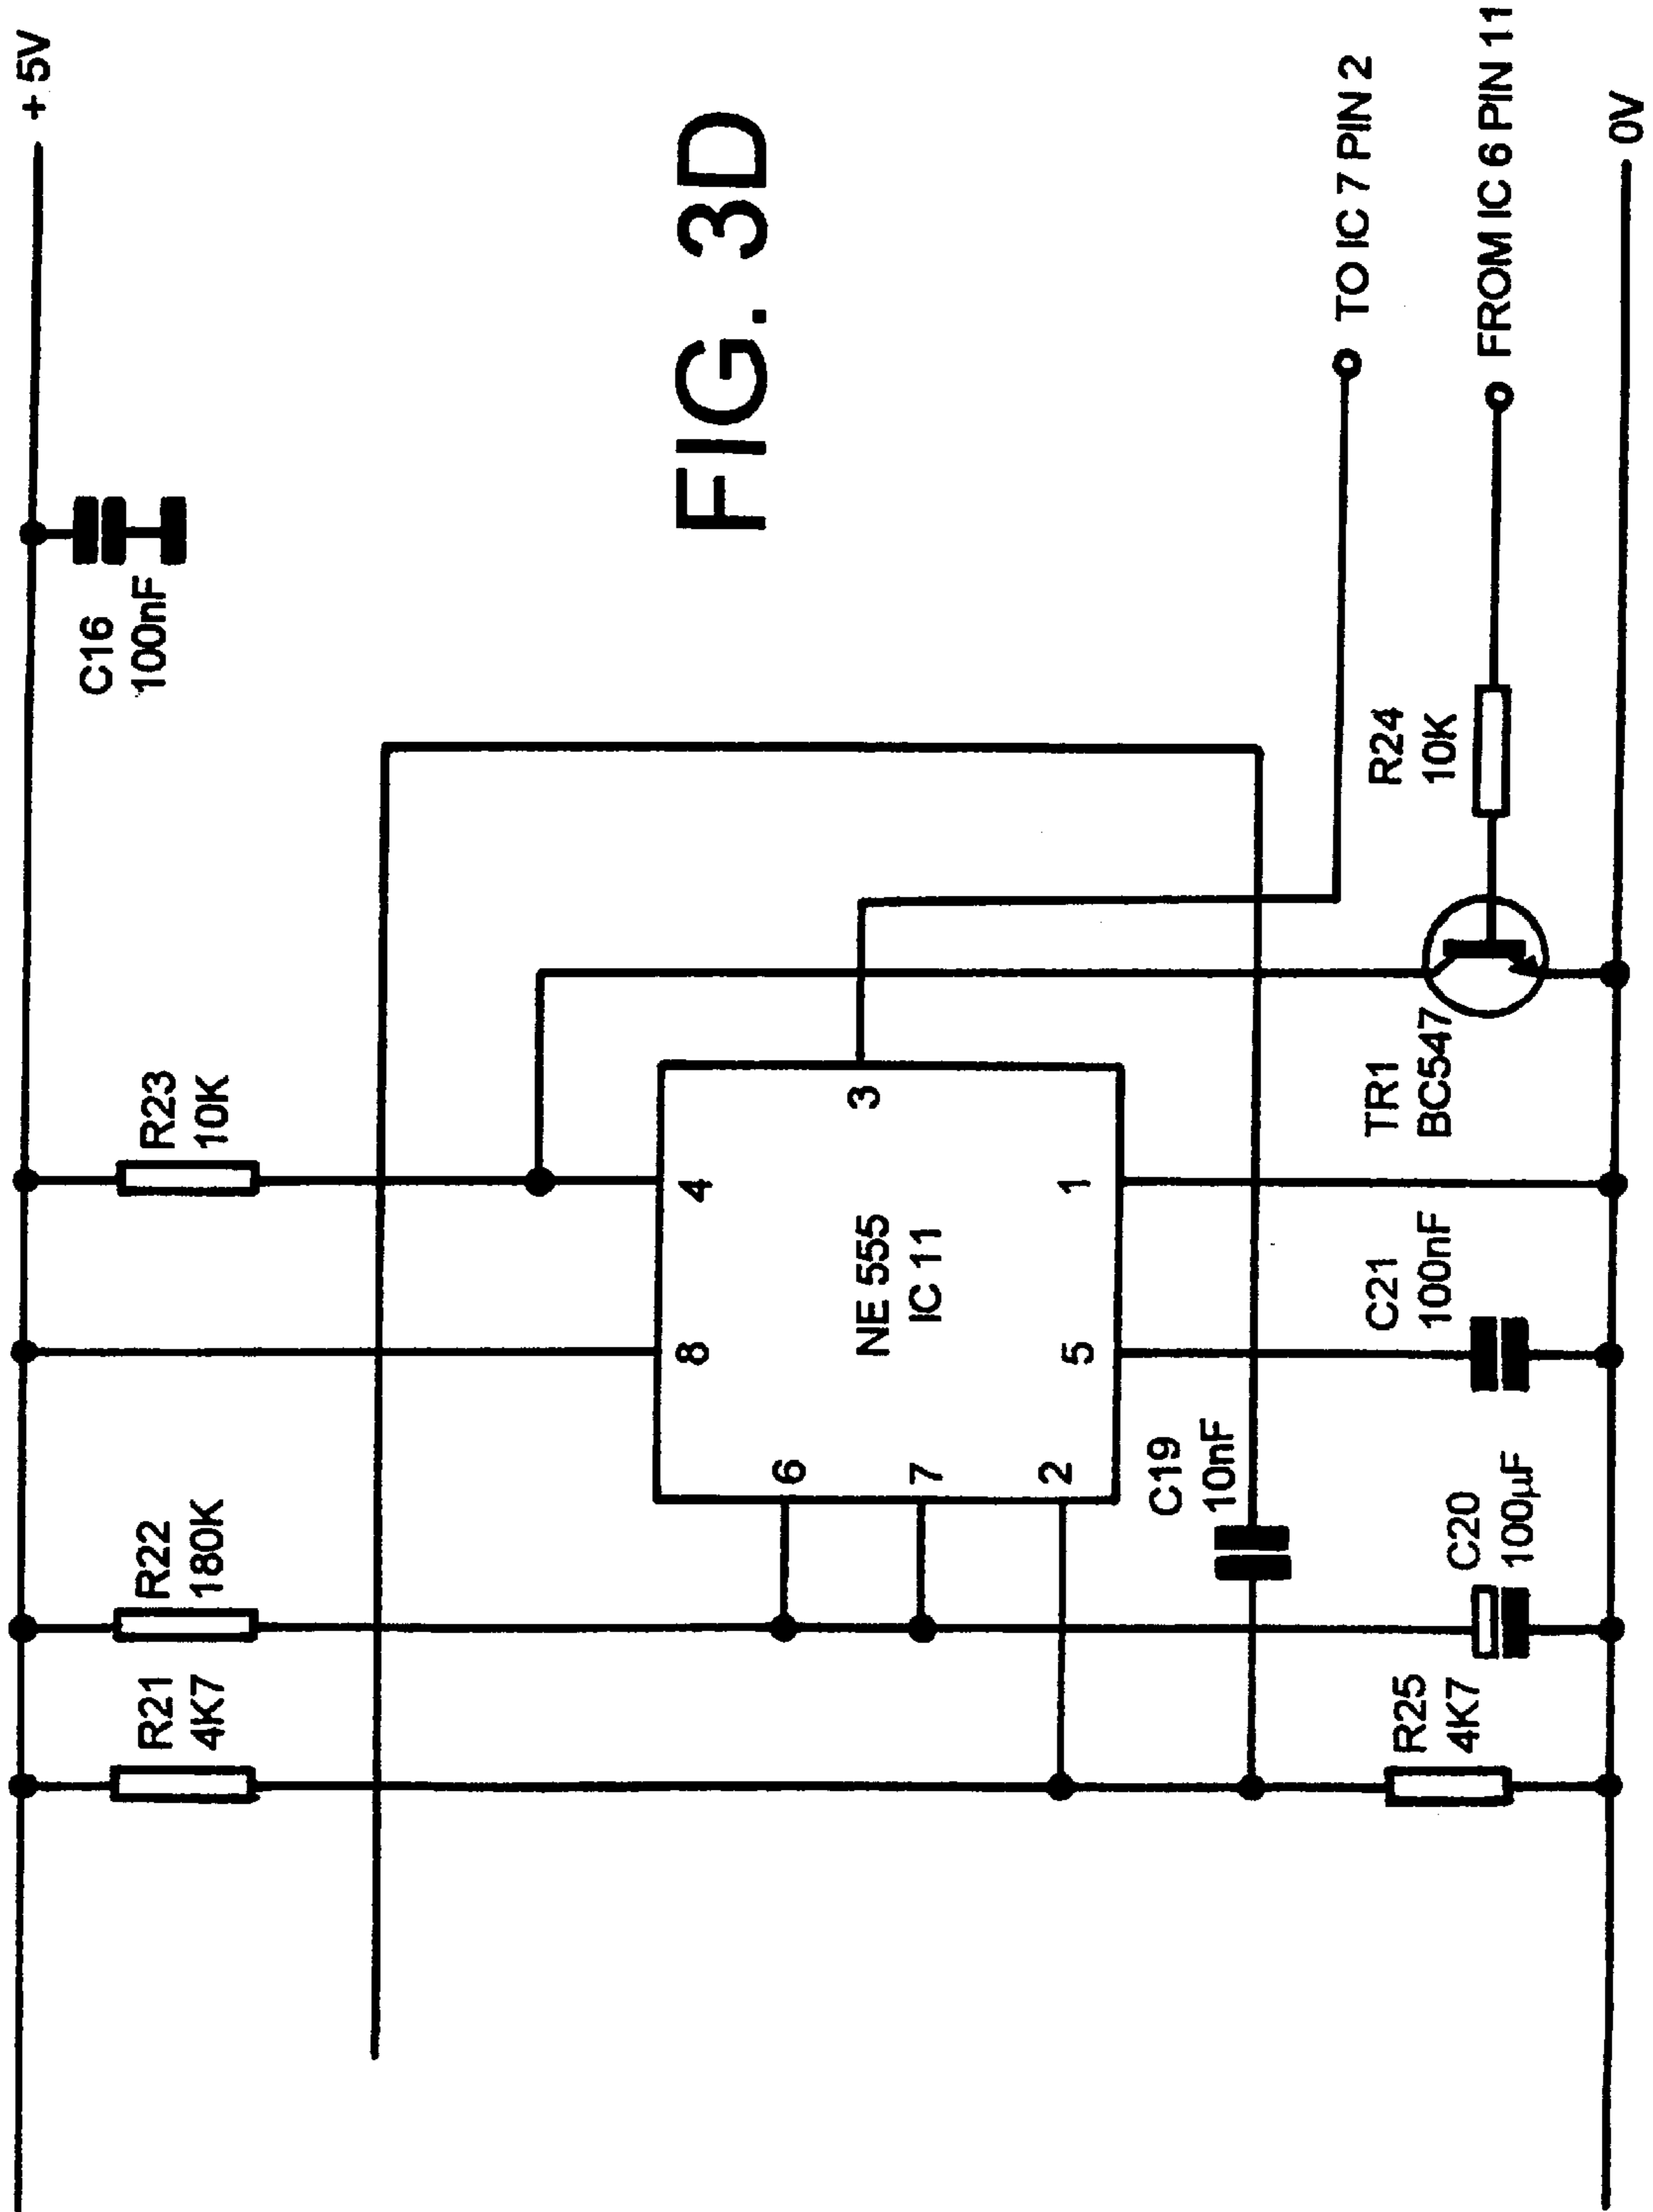 + 5V
C16
100nF
R23
10K
R22
180K
R21
4K7
FIG. 3D
4
8
6
3
7
NE 555
IC 11
2
5
1
C19
10nF
TO IC 7 PIN 2
R24
10K
FROM IC 6 PIN 11
TR1
BC547
C21
100nF
C20
100µF
R25
4K7
0V